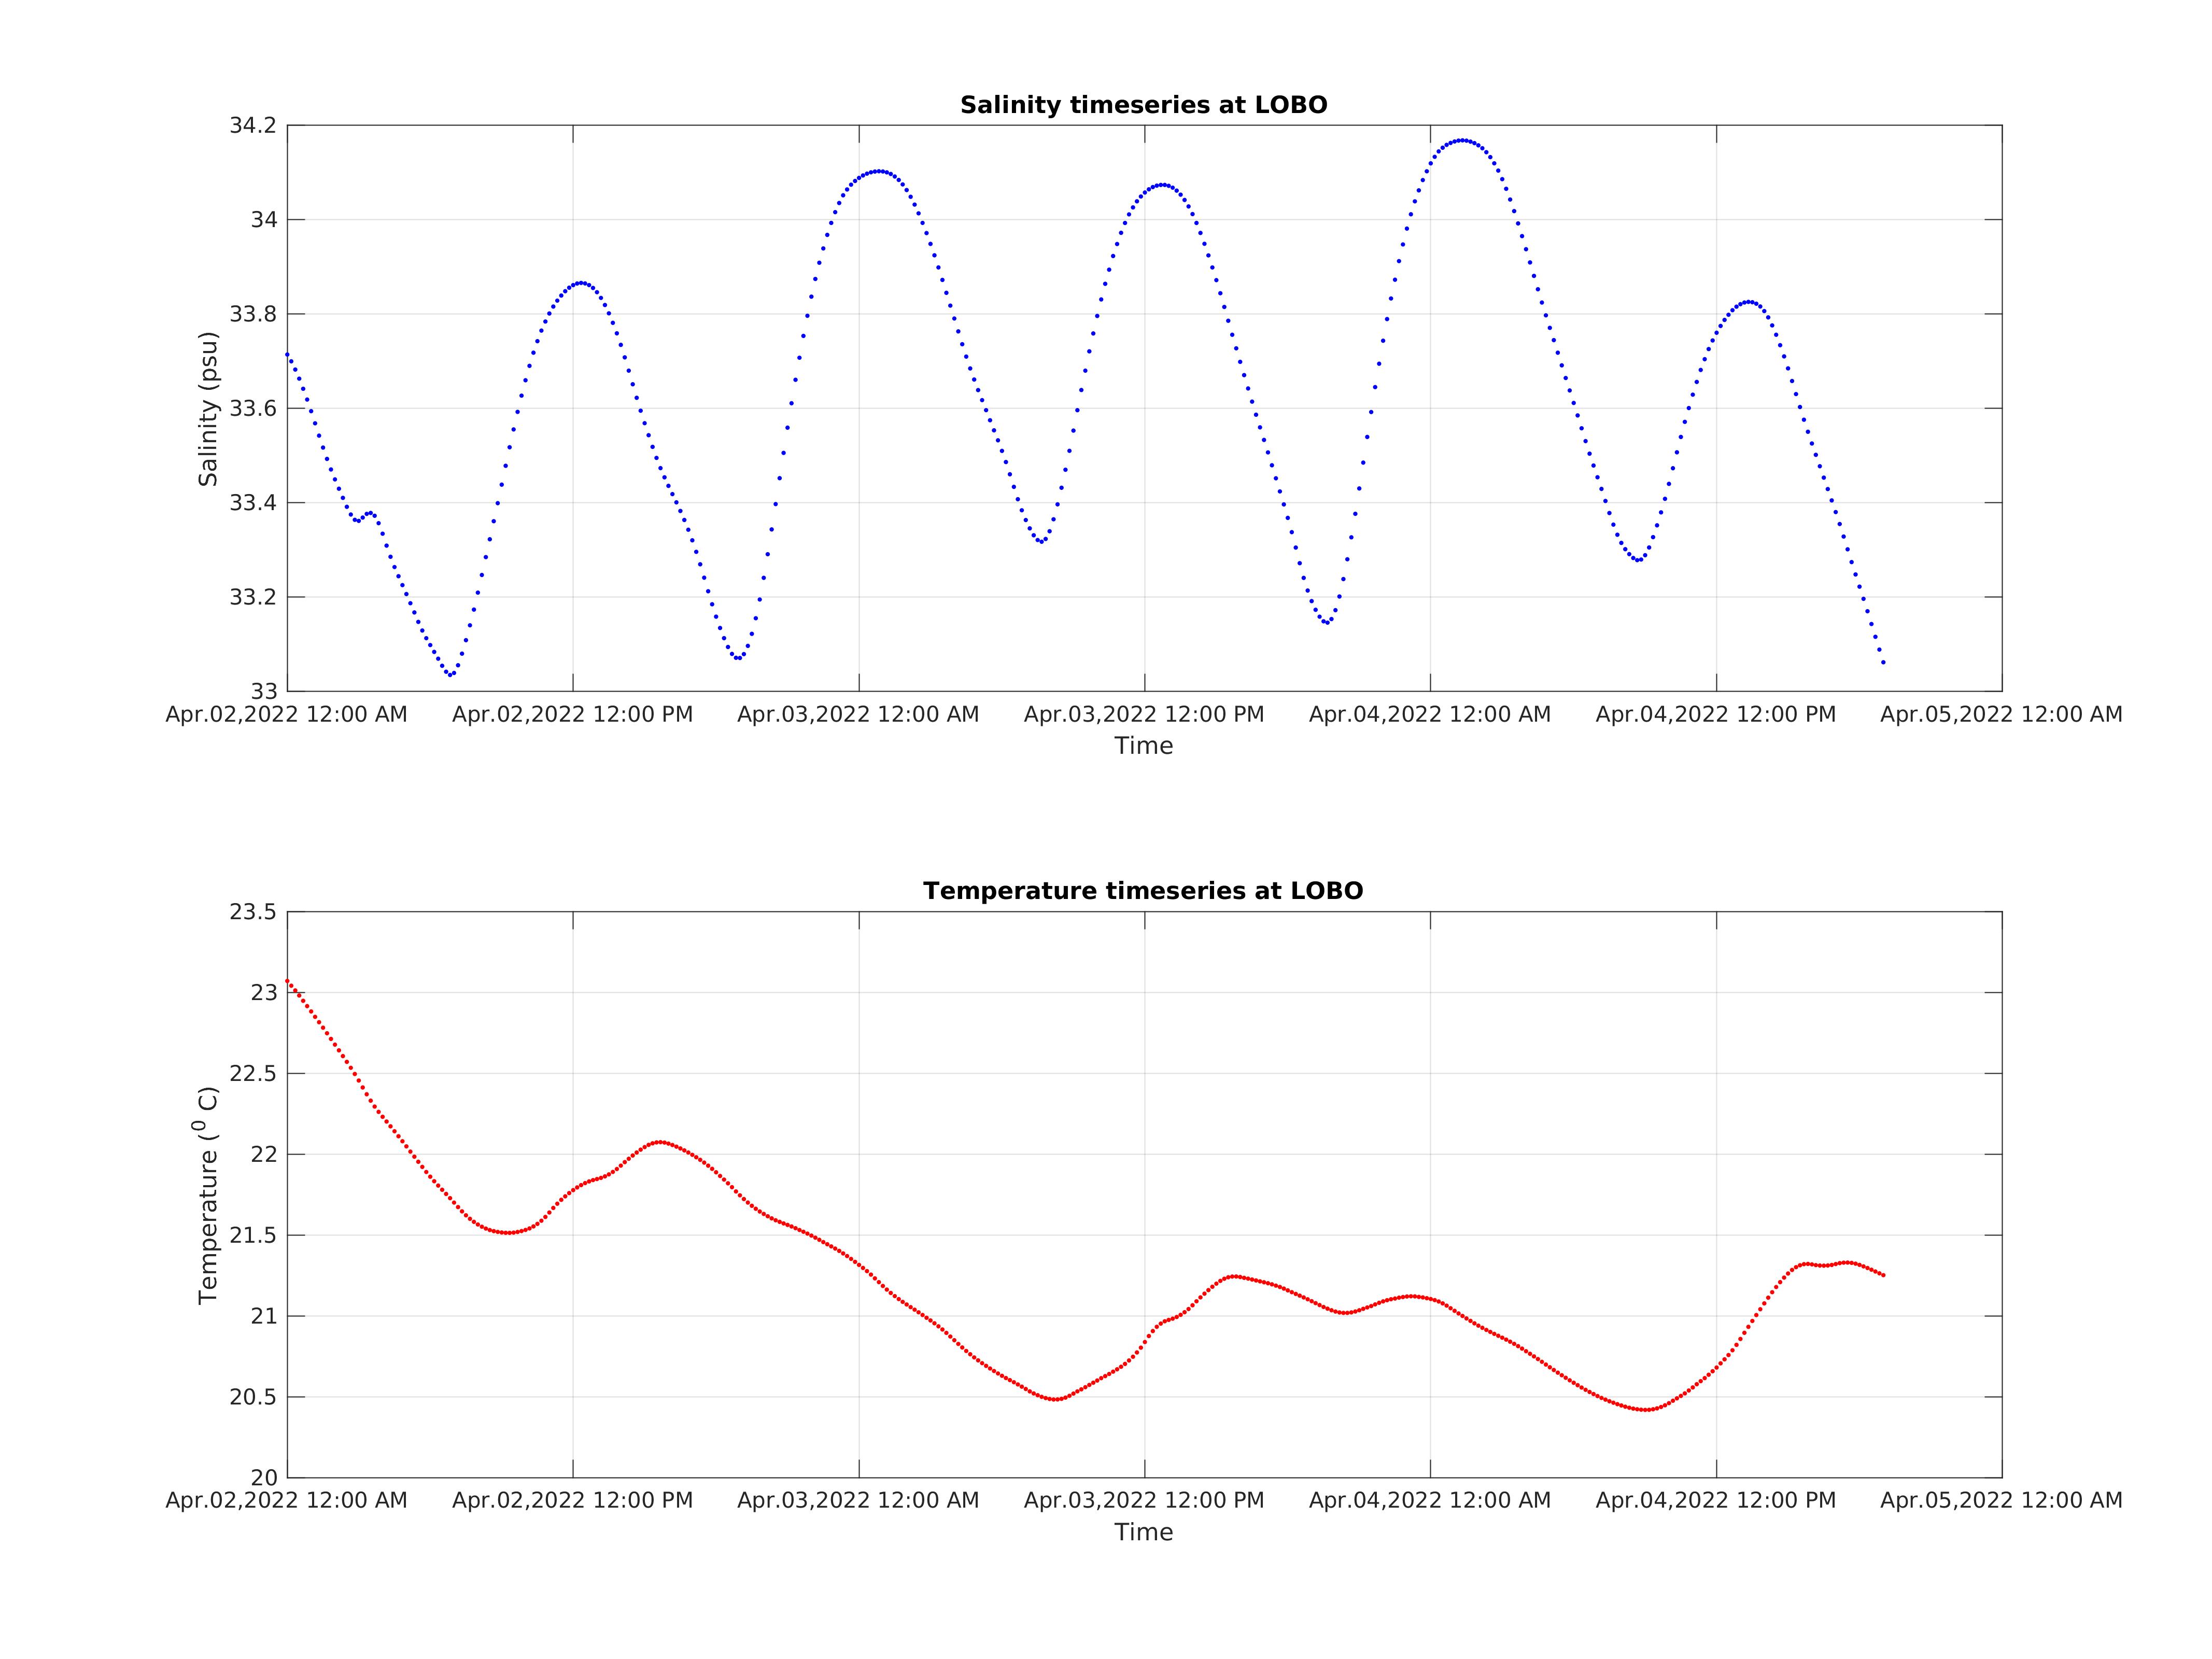 Salinity timeseries at LOBO
34.2
34
33.8
33.6
33.4
33.2
33
Salinity (psu)
Apr.02,2022 12:00 AM Apr.02,2022 12:00 PM Apr.03,2022 12:00 AM Apr.03,2022 12:00 PM Apr.04,2022 12:00 AM Apr.04,2022 12:00 PM Apr.05,2022 12:00 AM
Time
Temperature timeseries at LOBO
23.5
23
22.5
22
21.5
21
20.5
20
Temperature (⁰ C)
Apr.02,2022 12:00 AM Apr.02,2022 12:00 PM Apr.03,2022 12:00 AM Apr.03,2022 12:00 PM Apr.04,2022 12:00 AM Apr.04,2022 12:00 PM Apr.05,2022 12:00 AM
Time